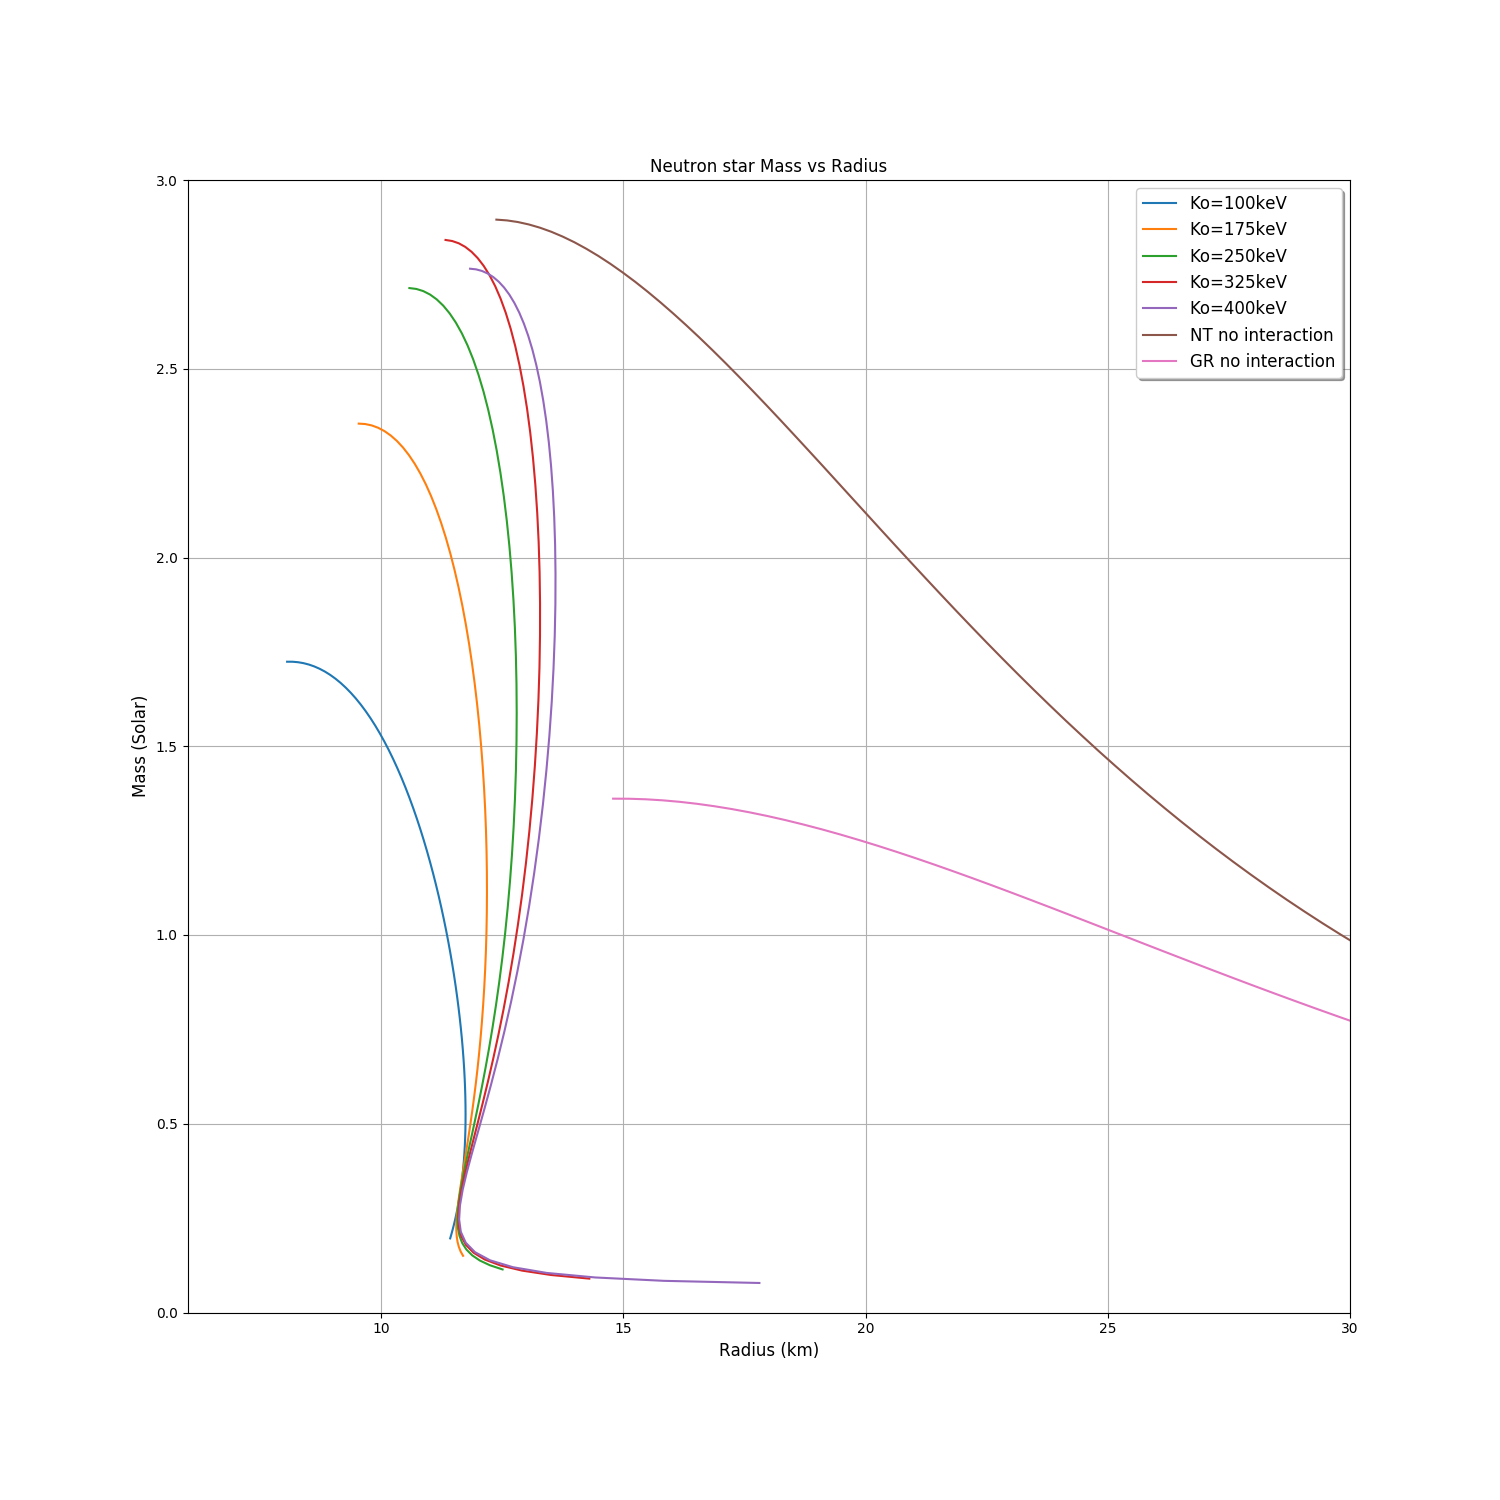 Neutron star Mass vs Radius
3.0
2.5
2.0
1.5
1.0
0.5
0.0
Mass (Solar)
Ko=100keV
Ko=175keV
Ko=250keV
Ko=325keV
Ko=400keV
NT no interaction
GR no interaction
10
15
20
25
30
Radius (km)